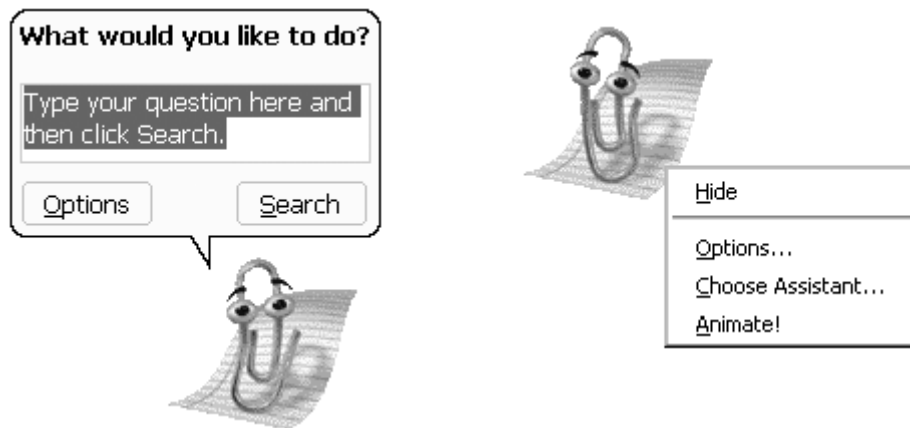 What would you like to do?
Type your question here and
then click Search.
Options
Search
Hide
Options...
Choose Assistant...
Animate!